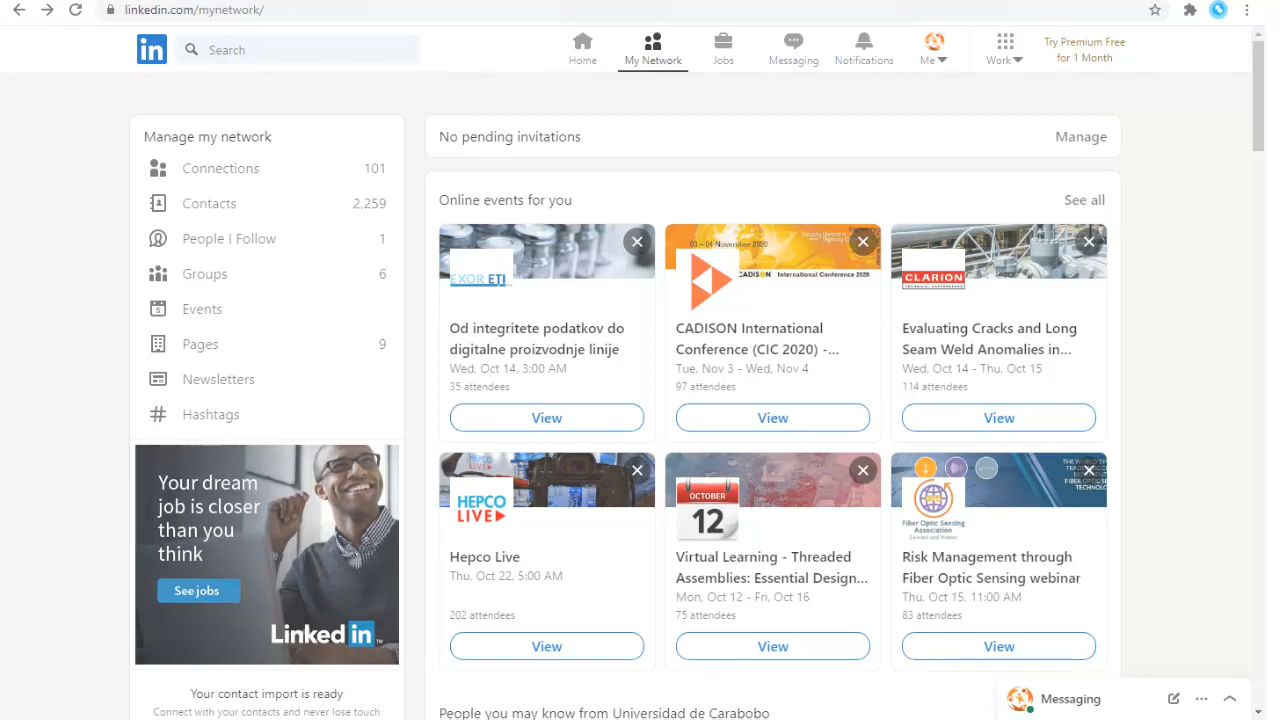 linkedin.com/mynetwork/
in
Search
Home
My Network
Jobs
Messaging
Notifications
Me
Work
Try Premium Free
for 1 Month
Manage my network
Connections 101
Contacts 2,259
People I Follow 1
Groups 6
5 Events
Pages 9
Newsletters
Hashtags
Your dream
job is closer
than you
think
See jobs
Linked in
Your contact import is ready
Connect with your contacts and never lose touch
No pending invitations
Manage
Online events for you
See all
EXOR ETI
Od integritete podatkov do
digitalne proizvodnje linije
Wed, Oct 14, 3:00 AM
35 attendees
View
03 - 04 November 2020
CADISON International Conference 2020
CADISON International
Conference (CIC 2020) -...
Tue, Nov 3 - Wed, Nov 4
97 attendees
View
CLARION
TECHNICAL CONFERENCES
Evaluating Cracks and Long
Seam Weld Anomalies in...
Wed, Oct 14 - Thu, Oct 15
114 attendees
View
HEPCO
LIVE
HEPCO
LIVE
Hepco Live
Thu, Oct 22, 5:00 AM
202 attendees
View
OCTOBER
12
Virtual Learning - Threaded
Assemblies: Essential Design...
Mon, Oct 12 - Fri, Oct 16
75 attendees
View
Fiber Optic Sensing
Association
Connect and Protect
Risk Management through
Fiber Optic Sensing webinar
Thu, Oct 15, 11:00 AM
83 attendees
View
People you may know from Universidad de Carabobo
Messaging